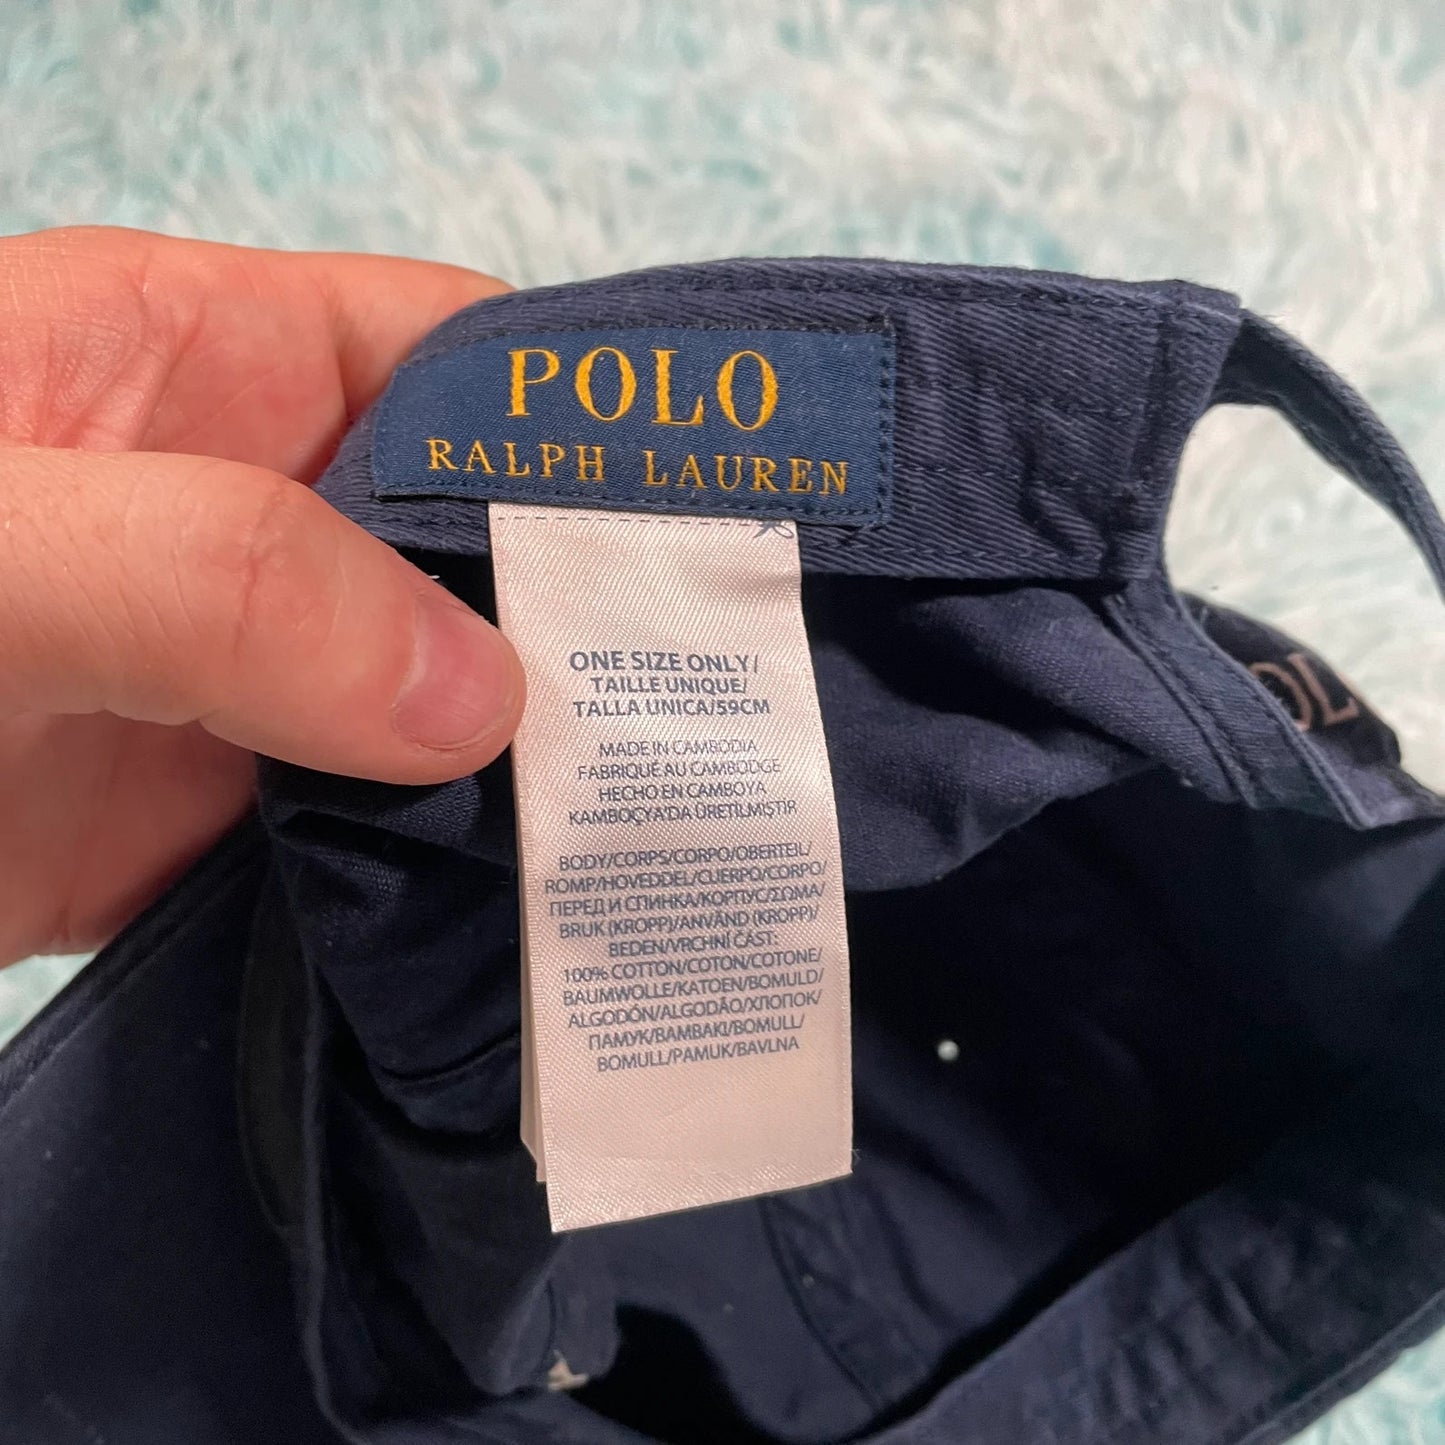 POLO
RALPH LAUREN
ONE SIZE ONLY/
TAILLE UNIQUE/
TALLA UNICA/59CM
MADE IN CAMBODIA
FABRIQUÉ AU CAMBODGE
HECHO EN CAMBOYA
KAMBOÇYA'DA ÜRETILMIŞTIR
BODY/CORPS/CORPO/OBERTEIL/
ROMP/HOVEDDEL/CUERPO/CORPO/
ПЕРЕД И СПИНКА/КОРПУС/ΣΩΜΑ/
BRUK (KROPP)/ANVÄND (KROPP)/
BEDEN/VRCHNÍ ČÁST:
100% COTTON/COTON/COTONE/
BAUMWOLLE/KATOEN/BOMULD/
ALGODÓN/ALGODÃO/ХЛОПОК/
ПАМУК/BAMBAKI/BOMULL/
BOMULL/PAMUK/BAVLNA